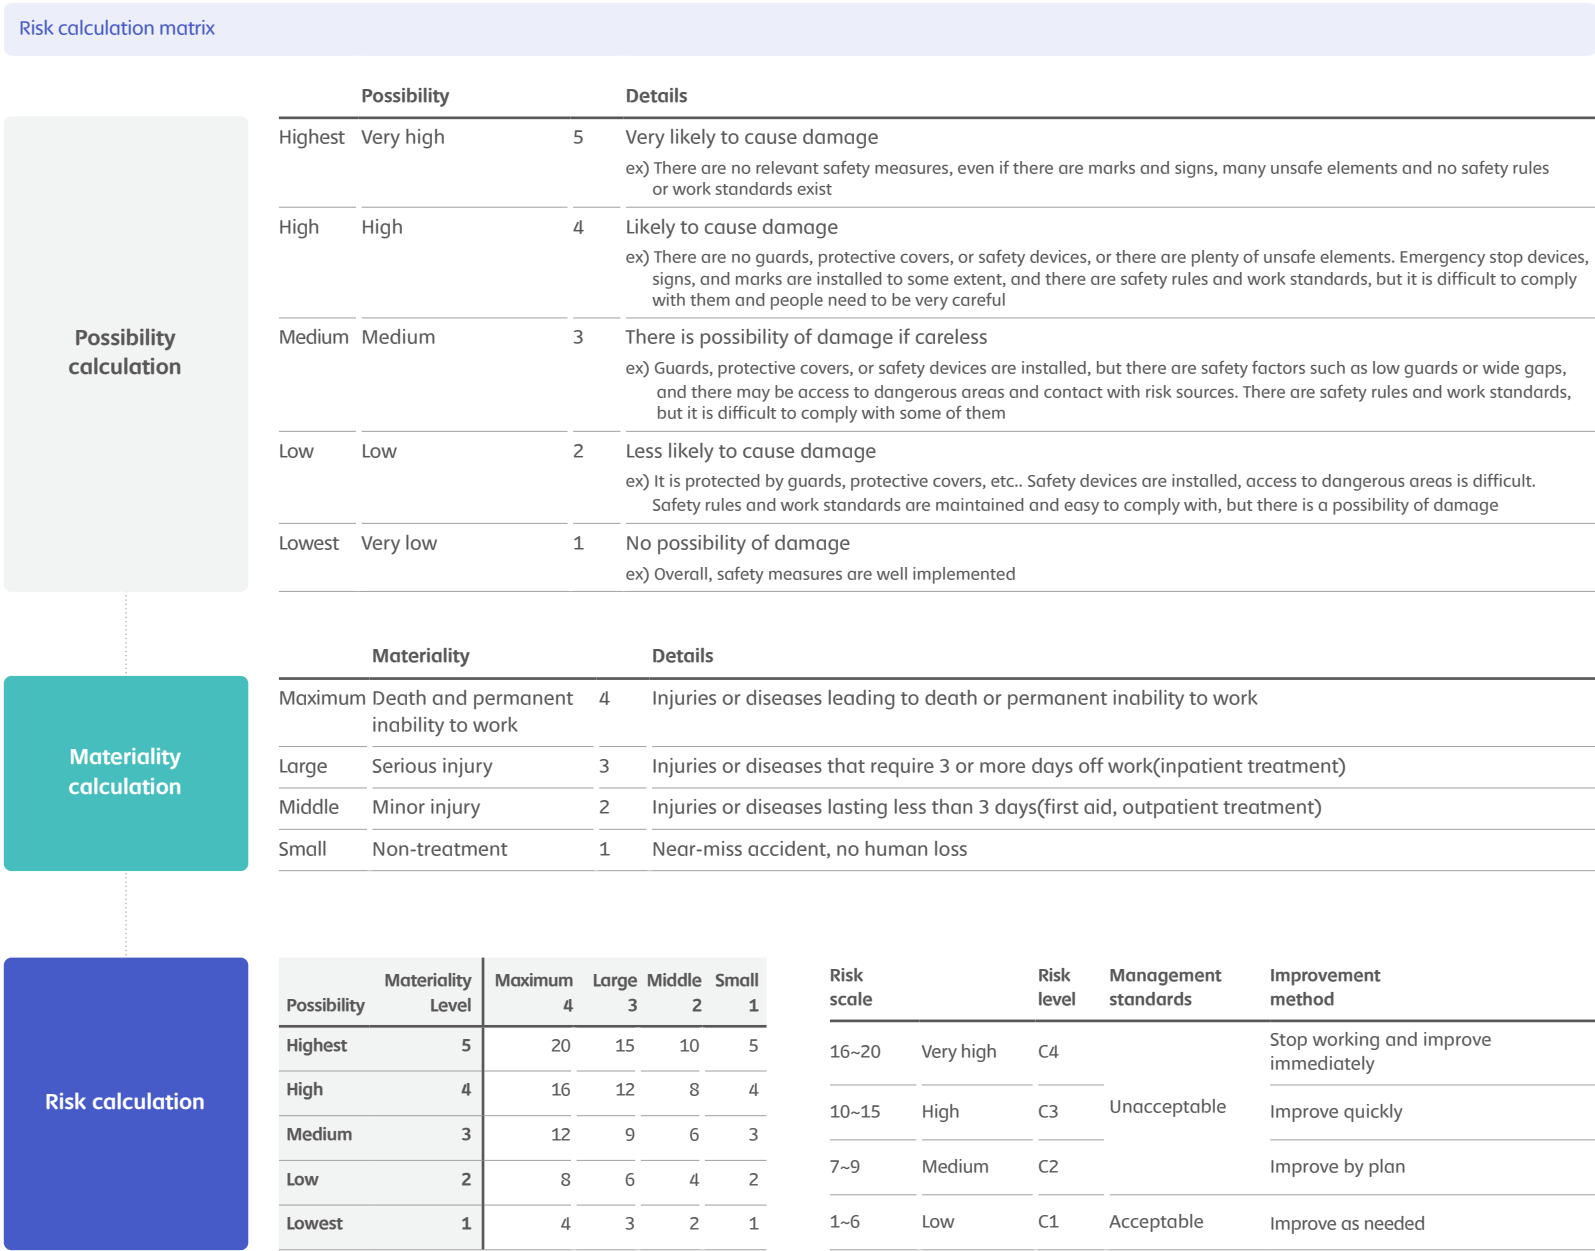 Risk calculation matrix
Possibility Details
Possibility
calculation
Highest Very high 5 Very likely to cause damage
ex) There are no relevant safety measures, even if there are marks and signs, many unsafe elements and no safety rules
or work standards exist
High High 4 Likely to cause damage
ex) There are no guards, protective covers, or safety devices, or there are plenty of unsafe elements. Emergency stop devices,
signs, and marks are installed to some extent, and there are safety rules and work standards, but it is difficult to comply
with them and people need to be very careful
Medium Medium 3 There is possibility of damage if careless
ex) Guards, protective covers, or safety devices are installed, but there are safety factors such as low guards or wide gaps,
and there may be access to dangerous areas and contact with risk sources. There are safety rules and work standards,
but it is difficult to comply with some of them
Low Low 2 Less likely to cause damage
ex) It is protected by guards, protective covers, etc.. Safety devices are installed, access to dangerous areas is difficult.
Safety rules and work standards are maintained and easy to comply with, but there is a possibility of damage
Lowest Very low 1 No possibility of damage
ex) Overall, safety measures are well implemented
Materiality Details
Materiality
calculation
Maximum Death and permanent 4 Injuries or diseases leading to death or permanent inability to work
inability to work
Large Serious injury 3 Injuries or diseases that require 3 or more days off work(inpatient treatment)
Middle Minor injury 2 Injuries or diseases lasting less than 3 days(first aid, outpatient treatment)
Small Non-treatment 1 Near-miss accident, no human loss
Risk calculation
Materiality Maximum Large Middle Small
Possibility Level 4 3 2 1
Highest 5 20 15 10 5
High 4 16 12 8 4
Medium 3 12 9 6 3
Low 2 8 6 4 2
Lowest 1 4 3 2 1
Risk Risk Management Improvement
scale level standards method
16~20 Very high C4 Stop working and improve
immediately
Unacceptable
10~15 High C3 Improve quickly
7~9 Medium C2 Improve by plan
1~6 Low C1 Acceptable Improve as needed